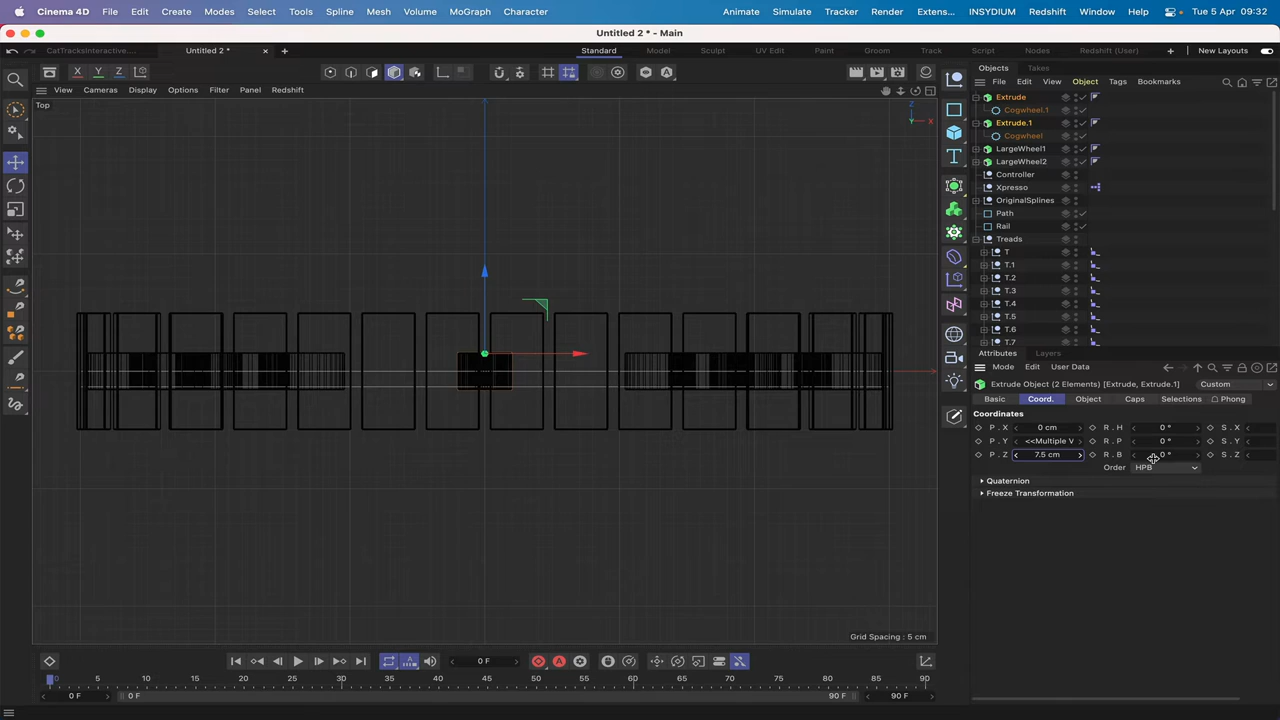 Cinema 4D File Edit Create Modes Select Tools Spline Mesh Volume MoGraph Character Animate Simulate Tracker Render Extens... INSYDIUM Redshift Window Help Tue 5 Apr 09:32
Untitled 2 * - Main
CatTracksInteractive.... Untitled 2 * Standard Model Sculpt UV Edit Paint Groom Track Script Nodes Redshift (User) New Layouts
X Y Z
Objects Takes
File Edit View Object Tags Bookmarks
View Cameras Display Options Filter Panel Redshift
Top
Z
Y X
Extrude
Cogwheel.1
Extrude.1
Cogwheel
LargeWheel1
LargeWheel2
Controller
Xpresso
OriginalSplines
Path
Rail
Treads
T
T.1
T.2
T.3
T.4
T.5
T.6
T.7
Attributes Layers
Mode Edit User Data
Extrude Object (2 Elements) [Extrude, Extrude.1] Custom
Basic Coord. Object Caps Selections Phong
Coordinates
P . X 0 cm R . H 0 ° S . X
P . Y <<Multiple V R . P 0 ° S . Y
P . Z 7.5 cm R . B 0 ° S . Z
Order HPB
Quaternion
Freeze Transformation
Grid Spacing : 5 cm
0 F
0 5 10 15 20 25 30 35 40 45 50 55 60 65 70 75 80 85 90
0 F 0 F 90 F 90 F